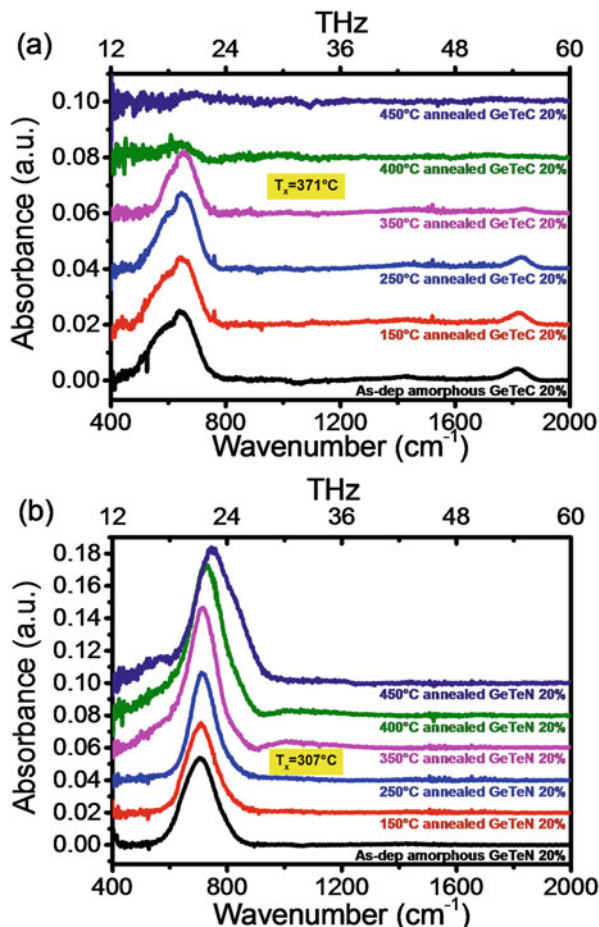 THz
12 24 36 48 60
(a)
0.10
450°C annealed GeTeC 20%
0.08
400°C annealed GeTeC 20%
Tx=371°C
0.06
350°C annealed GeTeC 20%
0.04
250°C annealed GeTeC 20%
0.02
150°C annealed GeTeC 20%
0.00
As-dep amorphous GeTeC 20%
Absorbance (a.u.)
400 800 1200 1600 2000
Wavenumber (cm-1)
THz
(b)
12 24 36 48 60
0.18
0.16
0.14
0.12
0.10
450°C annealed GeTeN 20%
0.08
400°C annealed GeTeN 20%
0.06
350°C annealed GeTeN 20%
Tx=307°C
0.04
250°C annealed GeTeN 20%
0.02
150°C annealed GeTeN 20%
0.00
As-dep amorphous GeTeN 20%
Absorbance (a.u.)
400 800 1200 1600 2000
Wavenumber (cm-1)